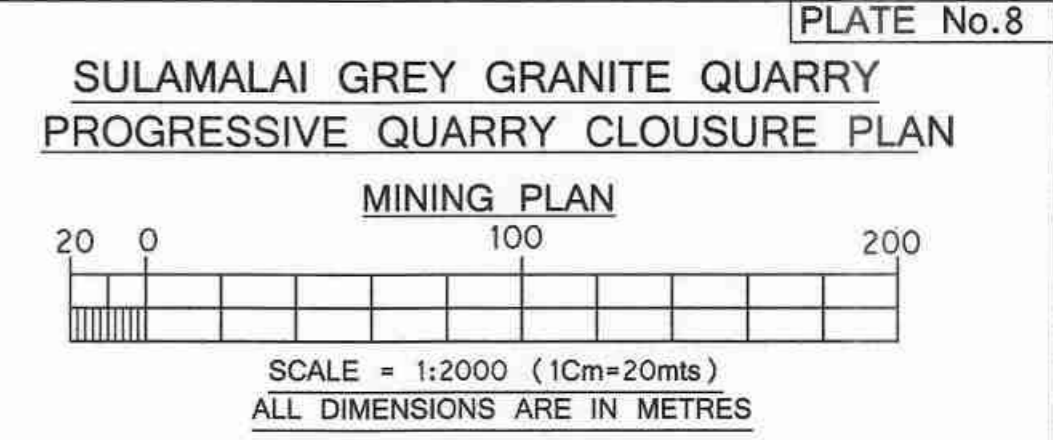 PLATE No.8
SULAMALAI GREY GRANITE QUARRY
PROGRESSIVE QUARRY CLOUSURE PLAN
MINING PLAN
20 0 100 200
SCALE = 1:2000 (1Cm=20mts)
ALL DIMENSIONS ARE IN METRES